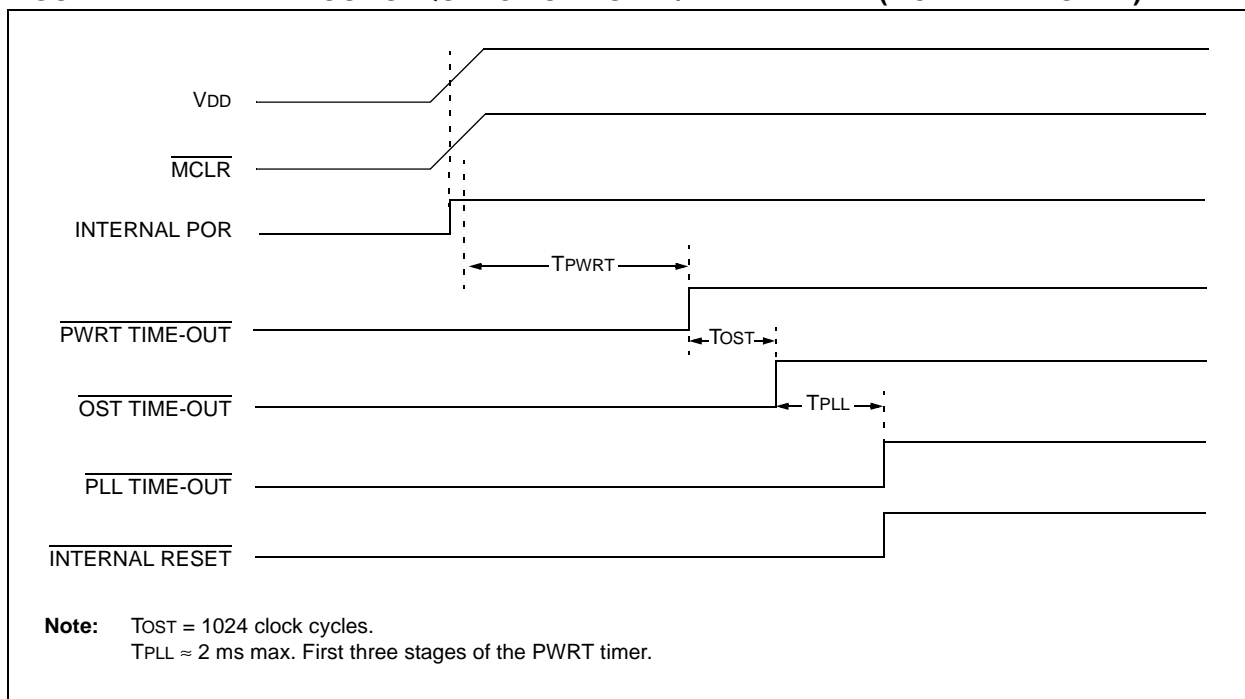 VDD
MCLR
INTERNAL POR
TPWRT
PWRT TIME-OUT
TOST
OST TIME-OUT
TPLL
PLL TIME-OUT
INTERNAL RESET
Note: TOST = 1024 clock cycles.
TPLL ≈ 2 ms max. First three stages of the PWRT timer.